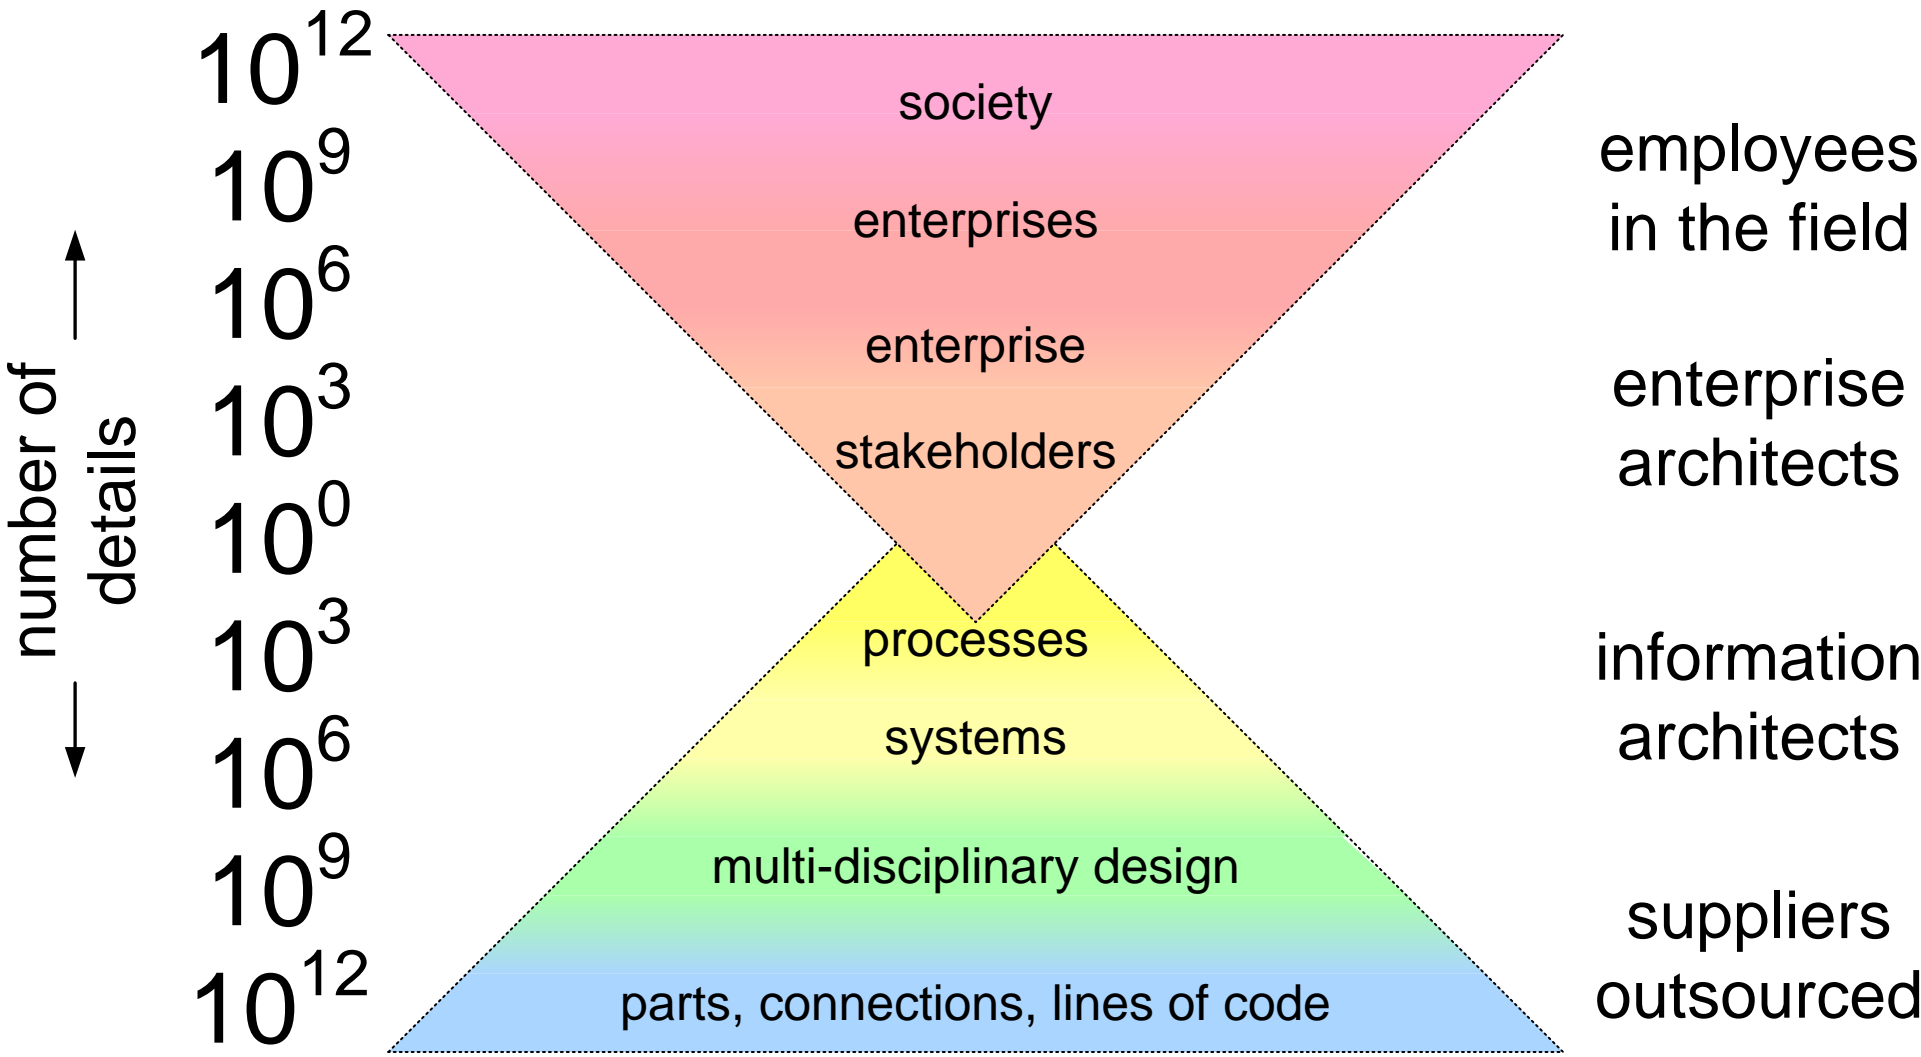 number of
details
10^12
10^9
10^6
10^3
10^0
10^3
10^6
10^9
10^12
society
enterprises
enterprise
stakeholders
processes
systems
multi-disciplinary design
parts, connections, lines of code
employees
in the field
enterprise
architects
information
architects
suppliers
outsourced